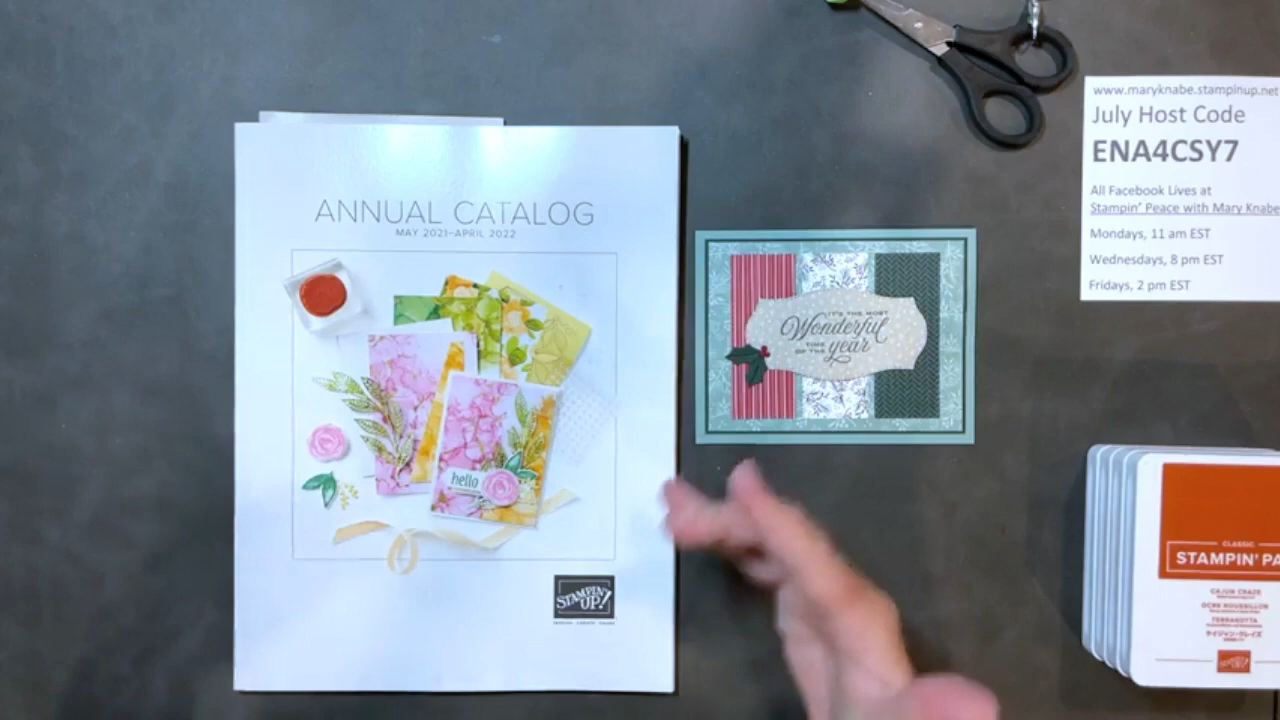 ANNUAL CATALOG
MAY 2021–APRIL 2022
hello
STAMPIN'
UP!
IT'S THE MOST
Wonderful
TIME
OF THE year
www.maryknabe.stampinup.net
July Host Code
ENA4CSY7
All Facebook Lives at
Stampin' Peace with Mary Knabe
Mondays, 11 am EST
Wednesdays, 8 pm EST
Fridays, 2 pm EST
CLASSIC
STAMPIN' PA
CAJUN CRAZE
OCRE ROUSSILLON
TERRAKOTTA
ケイジャン・クレイズ
STAMPIN'
UP!